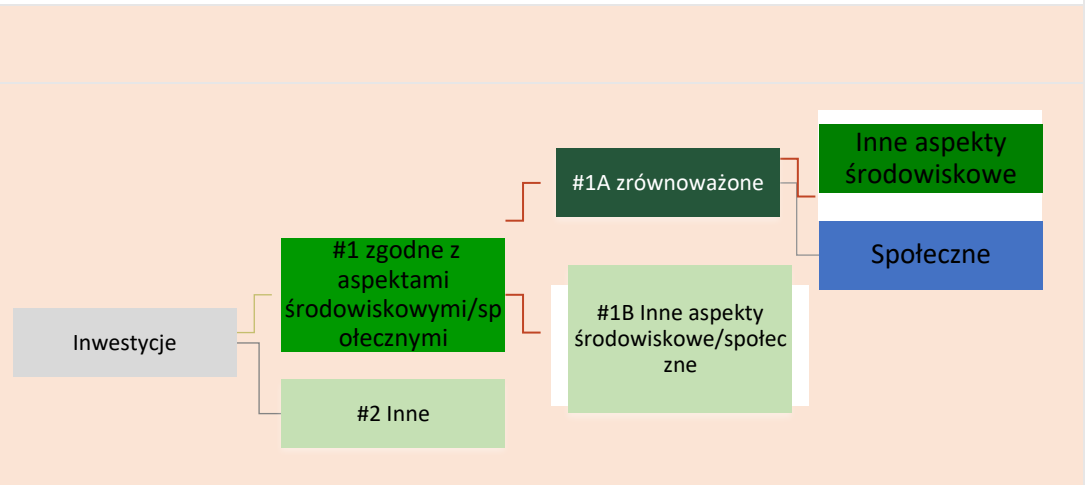 Inwestycje
#1 zgodne z
aspektami
środowiskowymi/sp
ołecznymi
#2 Inne
#1A zrównoważone
#1B Inne aspekty
środowiskowe/społec
zne
Inne aspekty
środowiskowe
Społeczne